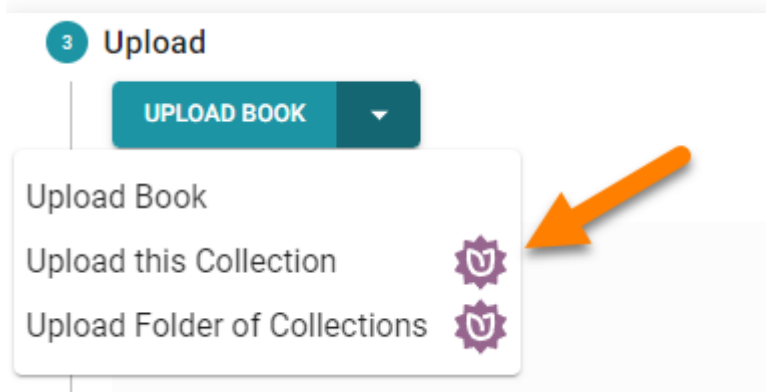 3 Upload
UPLOAD BOOK
Upload Book
Upload this Collection
Upload Folder of Collections